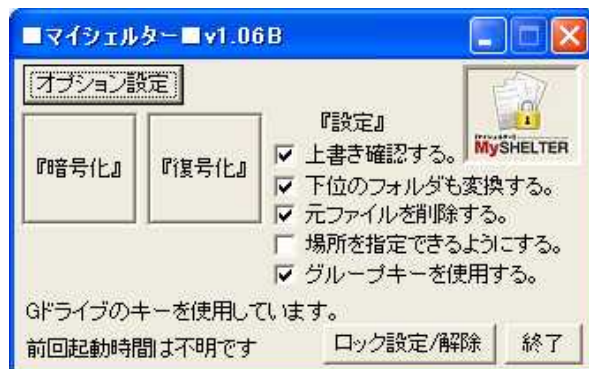 ■マイシェルター■v1.06B
オプション設定
『暗号化』
『復号化』
『設定』
上書き確認する。
下位のフォルダも変換する。
元ファイルを削除する。
場所を指定できるようにする。
グループキーを使用する。
MySHELTER
Gドライブのキーを使用しています。
前回起動時間は不明です
ロック設定/解除
終了